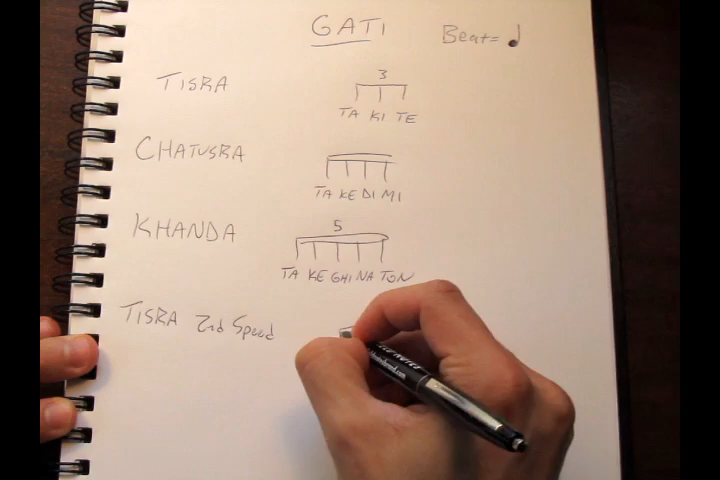 GATI
Beat=
TISRA
3
TA KI TE
CHATUSRA
TA KE DI MI
KHANDA
5
TA KE GHI NA TON
TISRA 2nd Speed